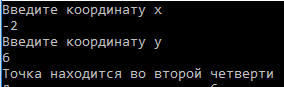 Введите координату x
-2
Введите координату y
6
Точка находится во второй четверти